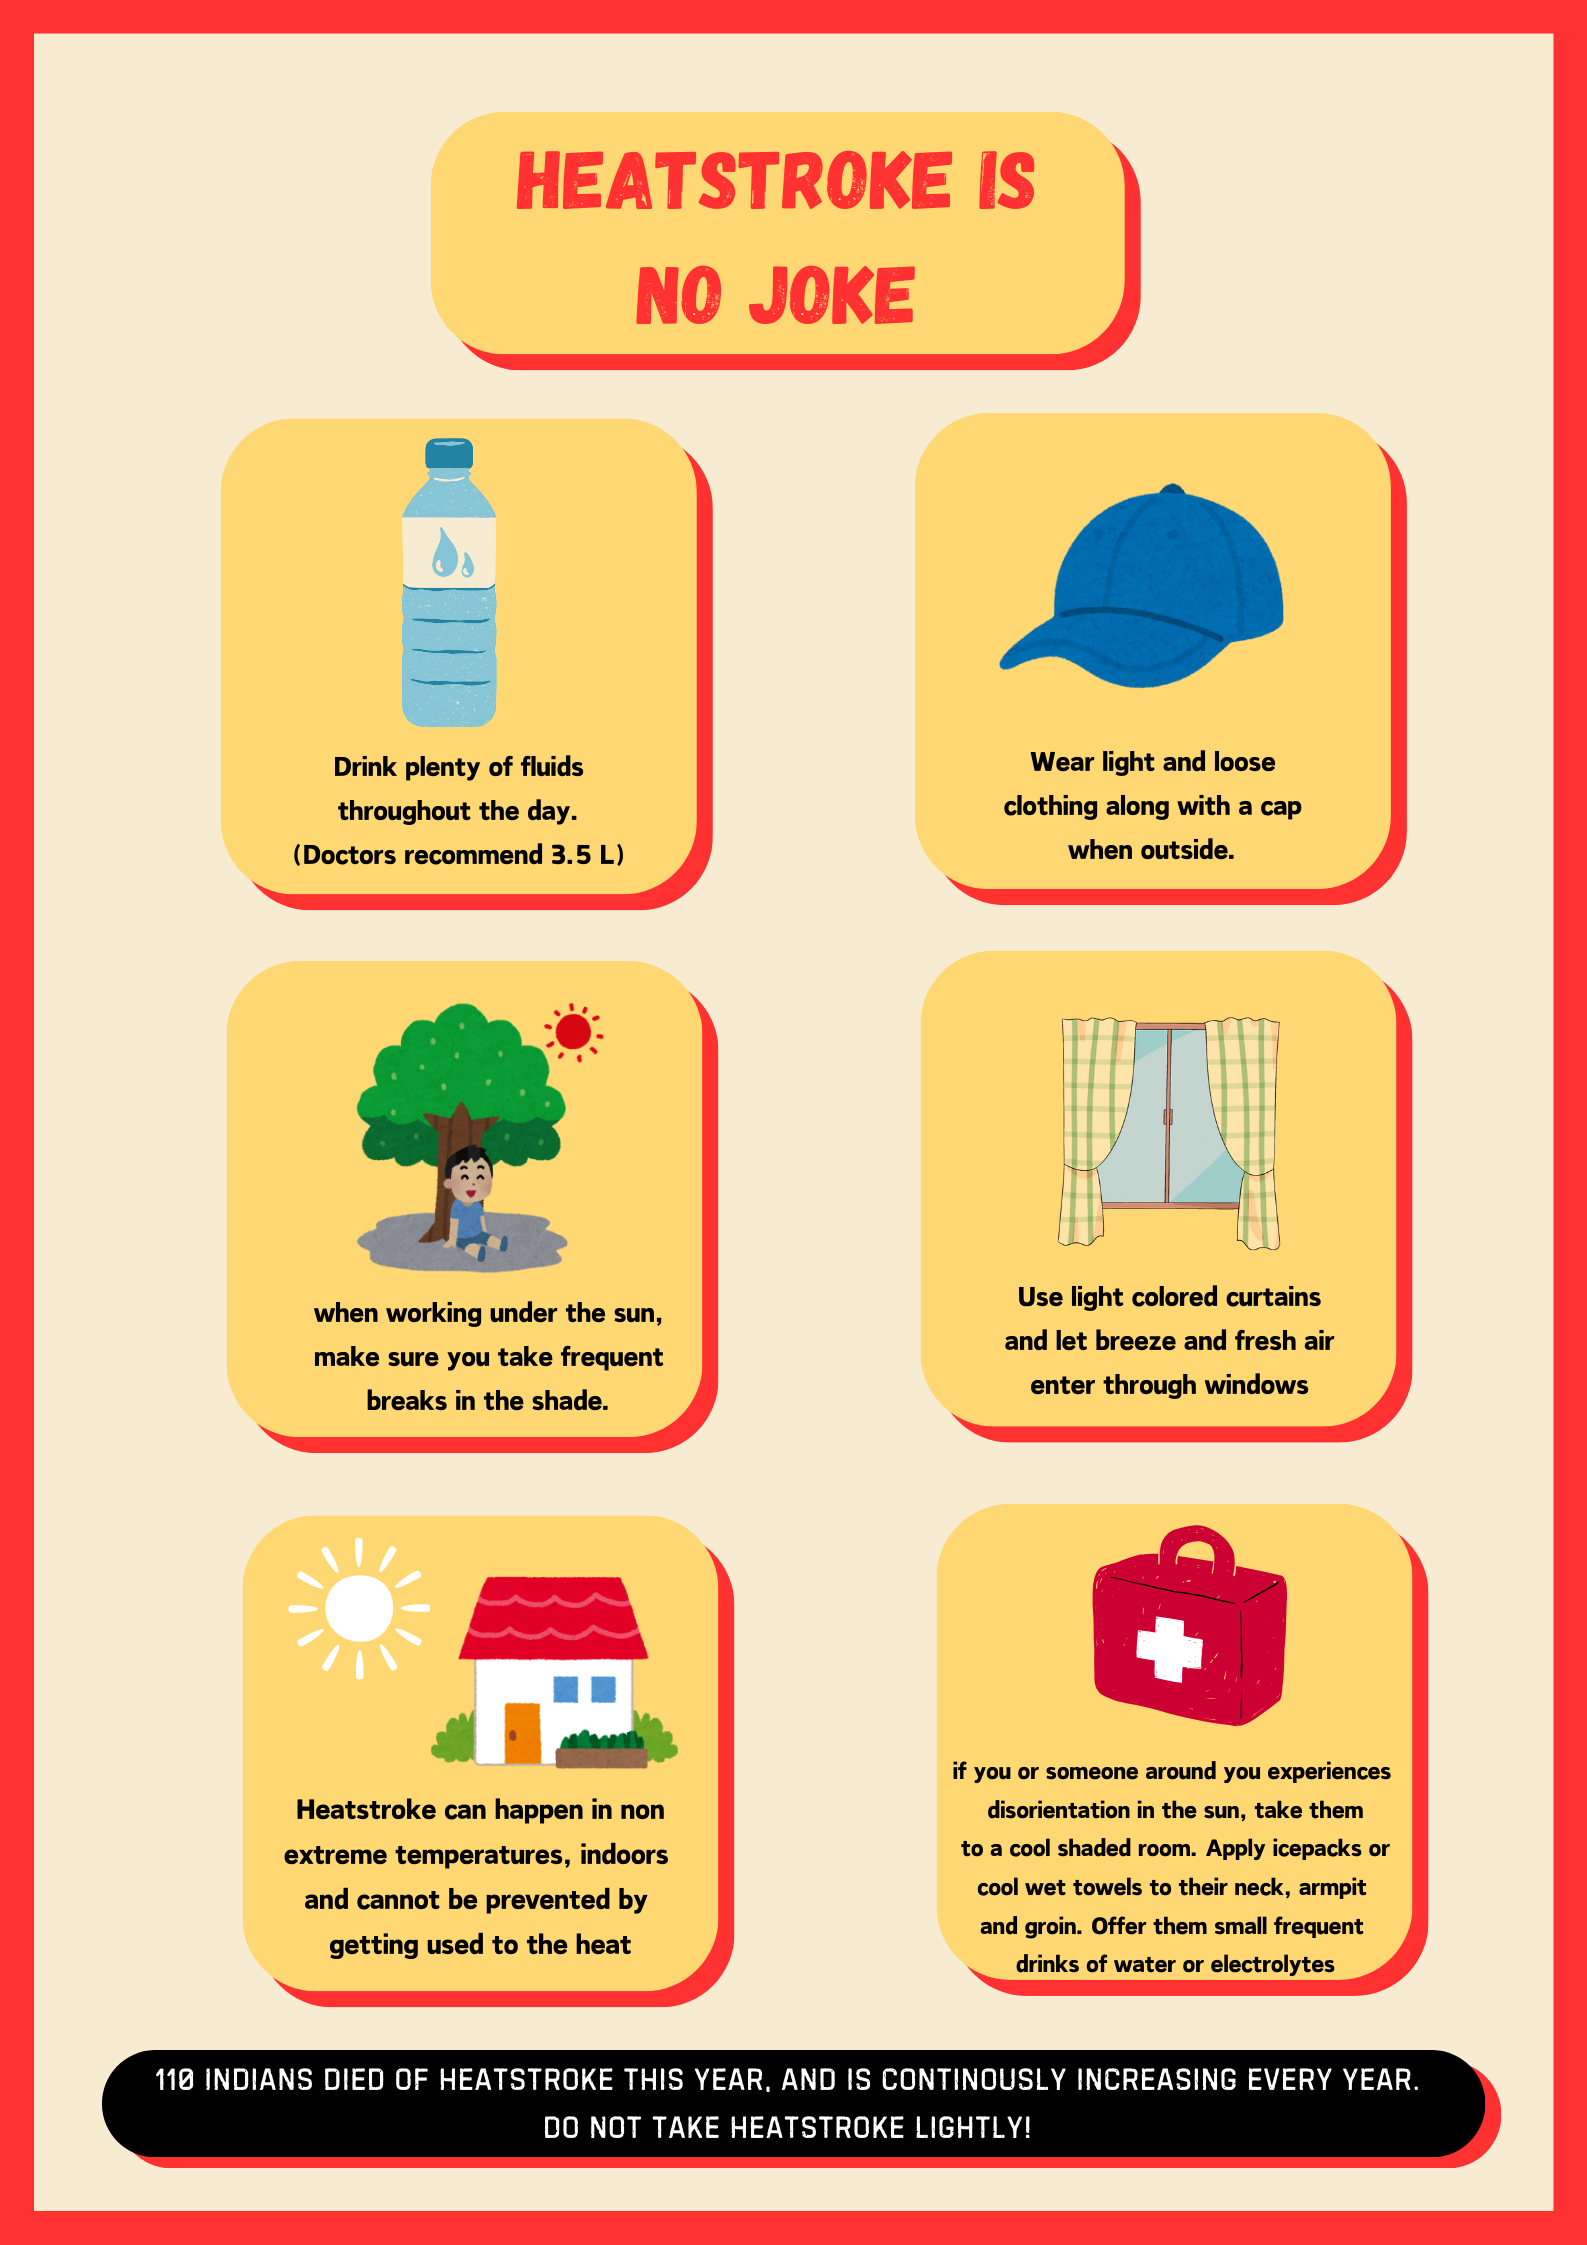 HEATSTROKE IS
NO JOKE
Drink plenty of fluids
throughout the day.
(Doctors recommend 3.5 L)
Wear light and loose
clothing along with a cap
when outside.
when working under the sun,
make sure you take frequent
breaks in the shade.
Use light colored curtains
and let breeze and fresh air
enter through windows
Heatstroke can happen in non
extreme temperatures, indoors
and cannot be prevented by
getting used to the heat
if you or someone around you experiences
disorientation in the sun, take them
to a cool shaded room. Apply icepacks or
cool wet towels to their neck, armpit
and groin. Offer them small frequent
drinks of water or electrolytes
110 INDIANS DIED OF HEATSTROKE THIS YEAR, AND IS CONTINOUSLY INCREASING EVERY YEAR.
DO NOT TAKE HEATSTROKE LIGHTLY!